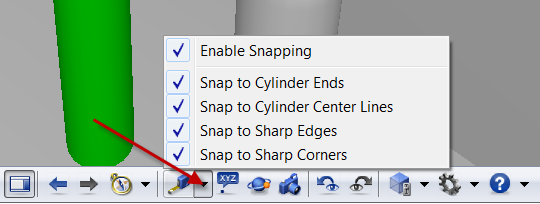 Enable Snapping
Snap to Cylinder Ends
Snap to Cylinder Center Lines
Snap to Sharp Edges
Snap to Sharp Corners
XYZ
?